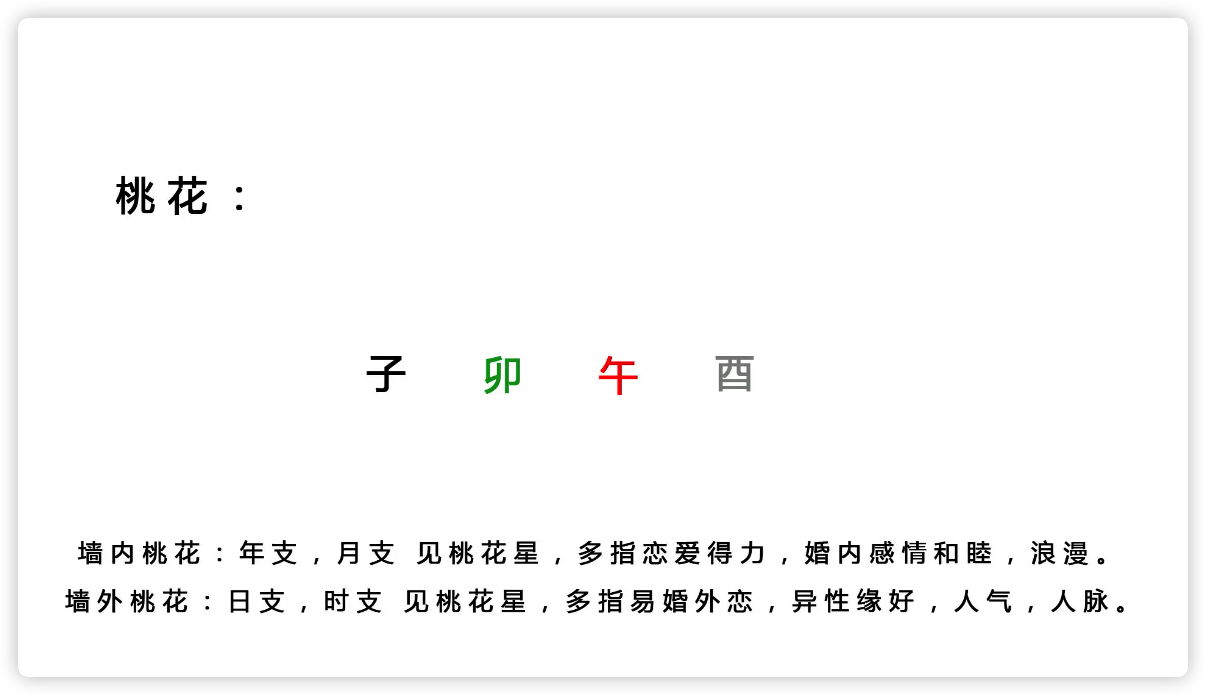 桃花：
子 卯 午 酉
墙内桃花：年支，月支 见桃花星，多指恋爱得力，婚内感情和睦，浪漫。
墙外桃花：日支，时支 见桃花星，多指易婚外恋，异性缘好，人气，人脉。